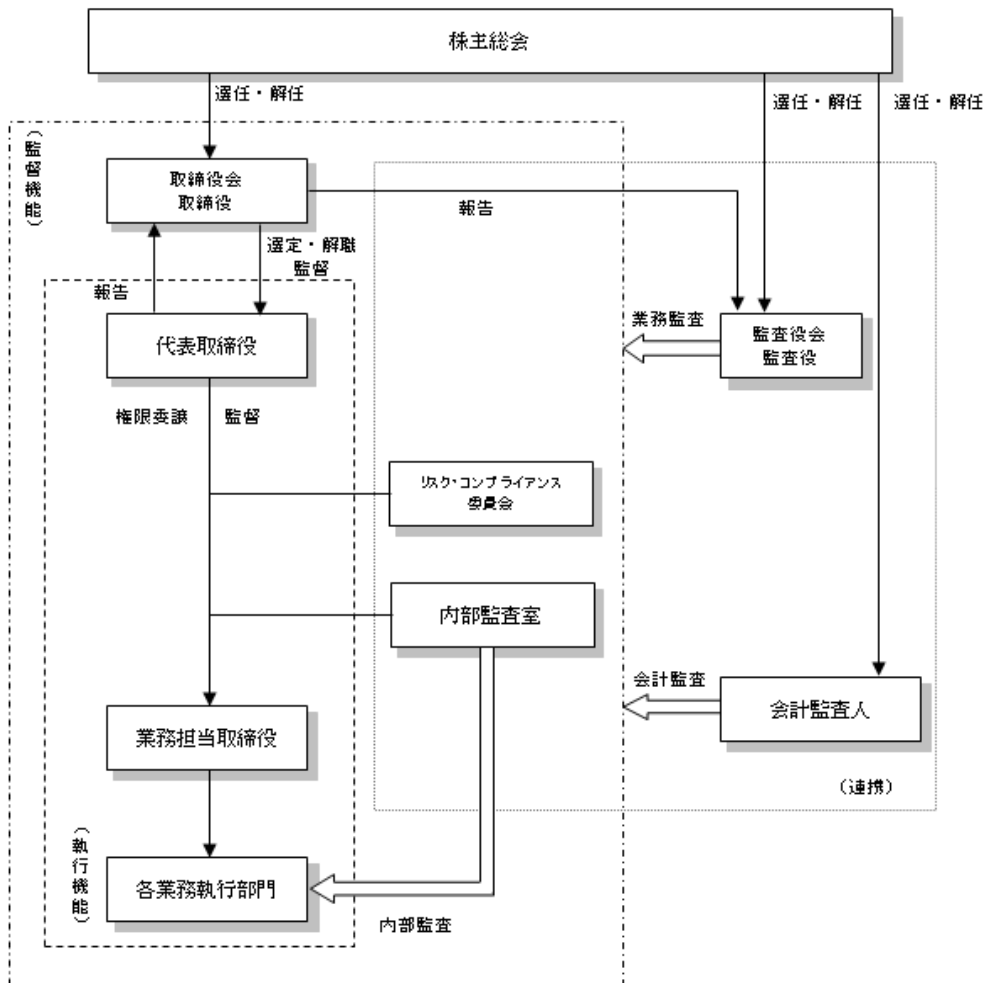 株主総会
選任・解任
選任・解任
選任・解任
(監督機能)
取締役会
取締役
報告
選定・解職
監督
報告
代表取締役
業務監査
監査役会
監査役
権限委譲
監督
リスク・コンプライアンス
委員会
内部監査室
会計監査
会計監査人
業務担当取締役
(連携)
(執行機能)
各業務執行部門
内部監査